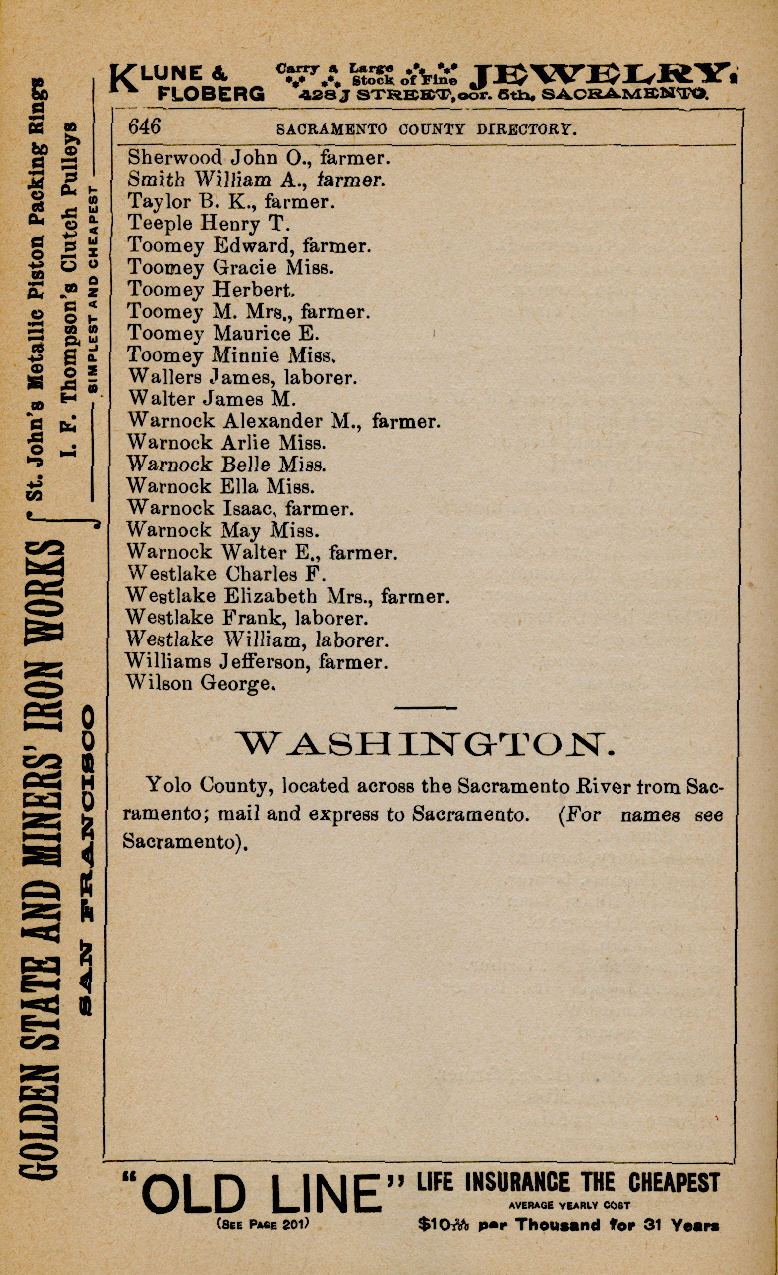 KLUNE & FLOBERG
Carry a Large Stock of Fine JEWELRY.
428 J STREET, cor. 5th, SACRAMENTO.
646 SACRAMENTO COUNTY DIRECTORY.
Sherwood John O., farmer.
Smith William A., farmer.
Taylor B. K., farmer.
Teeple Henry T.
Toomey Edward, farmer.
Toomey Gracie Miss.
Toomey Herbert.
Toomey M. Mrs., farmer.
Toomey Maurice E.
Toomey Minnie Miss.
Wallers James, laborer.
Walter James M.
Warnock Alexander M., farmer.
Warnock Arlie Miss.
Warnock Belle Miss.
Warnock Ella Miss.
Warnock Isaac, farmer.
Warnock May Miss.
Warnock Walter E., farmer.
Westlake Charles F.
Westlake Elizabeth Mrs., farmer.
Westlake Frank, laborer.
Westlake William, laborer.
Williams Jefferson, farmer.
Wilson George.
WASHINGTON.
Yolo County, located across the Sacramento River from Sac-
ramento; mail and express to Sacramento. (For names see
Sacramento).
GOLDEN STATE AND MINERS' IRON WORKS
SAN FRANCISCO
St. John's Metallic Piston Packing Rings
I. F. Thompson's Clutch Pulleys
SIMPLEST AND CHEAPEST
"OLD LINE" LIFE INSURANCE THE CHEAPEST
(SEE PAGE 201)
AVERAGE YEARLY COST
per Thousand for 31 Years